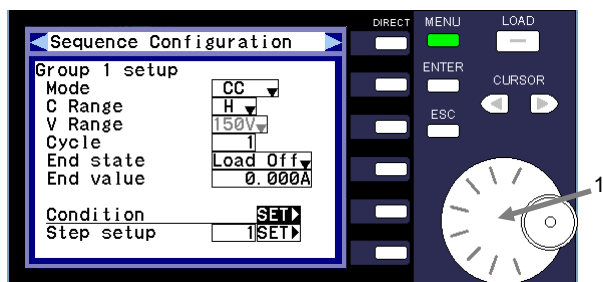 DIRECT MENU LOAD
Sequence Configuration
Group 1 setup
Mode CC
C Range H
V Range 150V
Cycle 1
End state Load Off
End value 0.000A
Condition SET
Step setup 1 SET
ENTER
CURSOR
ESC
1